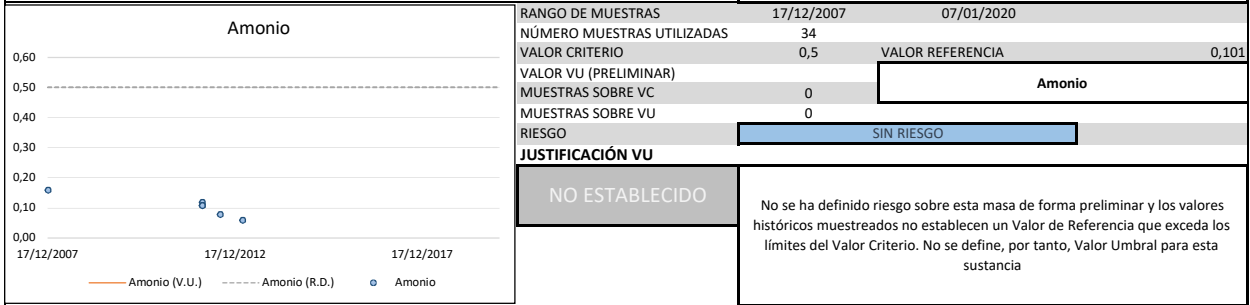 Amonio
0,60
0,50
0,40
0,30
0,20
0,10
0,00
17/12/2007 17/12/2012 17/12/2017
Amonio (V.U.) Amonio (R.D.) Amonio
RANGO DE MUESTRAS 17/12/2007 07/01/2020
NÚMERO MUESTRAS UTILIZADAS 34
VALOR CRITERIO 0,5 VALOR REFERENCIA 0,101
VALOR VU (PRELIMINAR)
Amonio
MUESTRAS SOBRE VC 0
MUESTRAS SOBRE VU 0
RIESGO SIN RIESGO
JUSTIFICACIÓN VU
NO ESTABLECIDO
No se ha definido riesgo sobre esta masa de forma preliminar y los valores
históricos muestreados no establecen un Valor de Referencia que exceda los
límites del Valor Criterio. No se define, por tanto, Valor Umbral para esta
sustancia